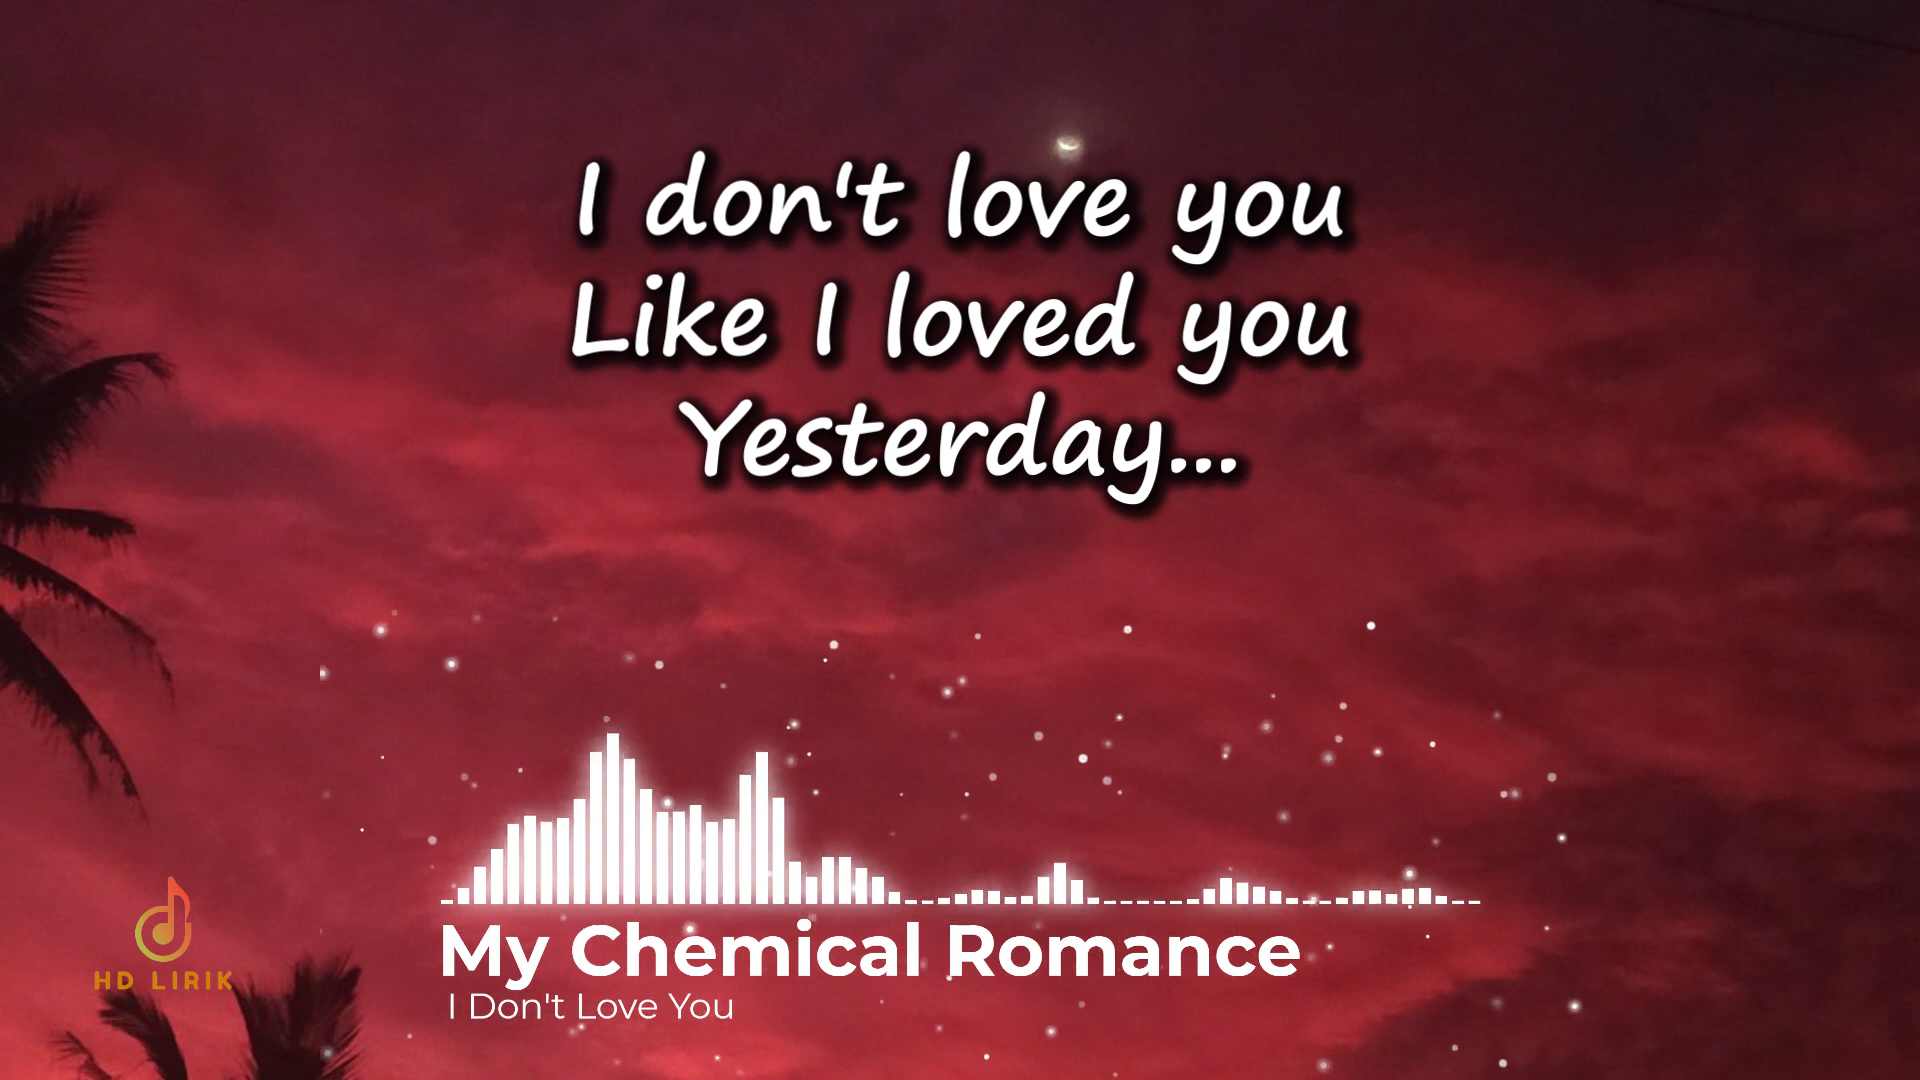 I don't love you
Like I loved you
Yesterday...
My Chemical Romance
I Don't Love You
HD LIRIK